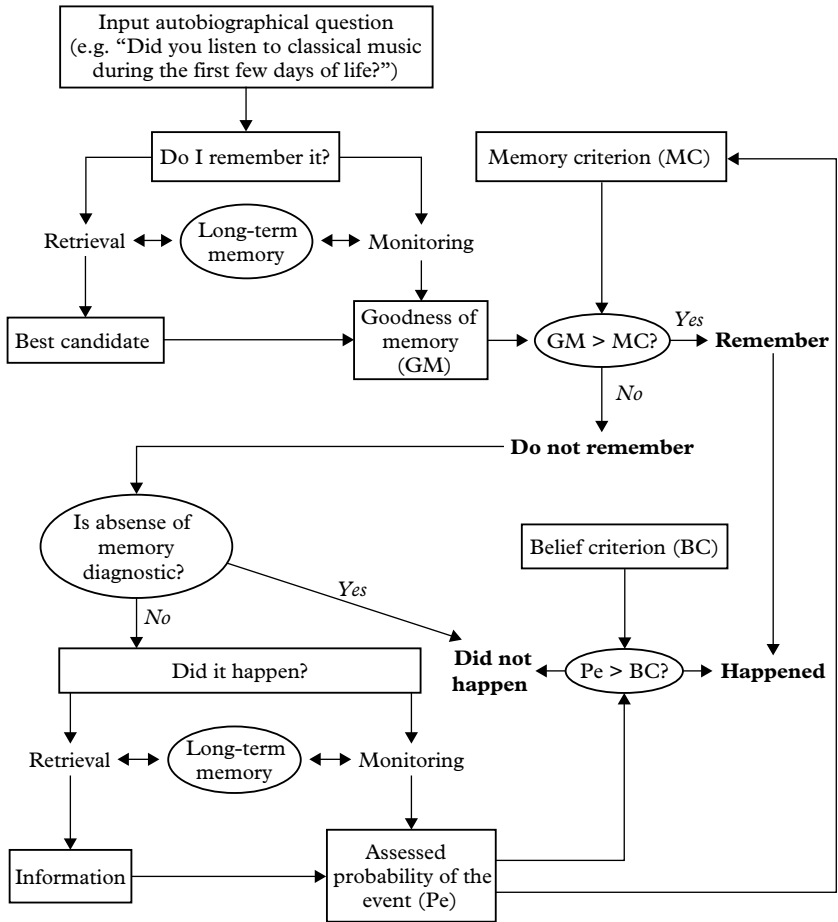 Input autobiographical question
(e.g. “Did you listen to classical music
during the first few days of life?”)
Do I remember it?
Memory criterion (MC)
Retrieval
Long-term
memory
Monitoring
Best candidate
Goodness of
memory
(GM)
GM > MC?
Yes
Remember
No
Do not remember
Is absense of
memory
diagnostic?
Belief criterion (BC)
Yes
No
Did it happen?
Did not
happen
Pe > BC?
Happened
Retrieval
Long-term
memory
Monitoring
Information
Assessed
probability of the
event (Pe)